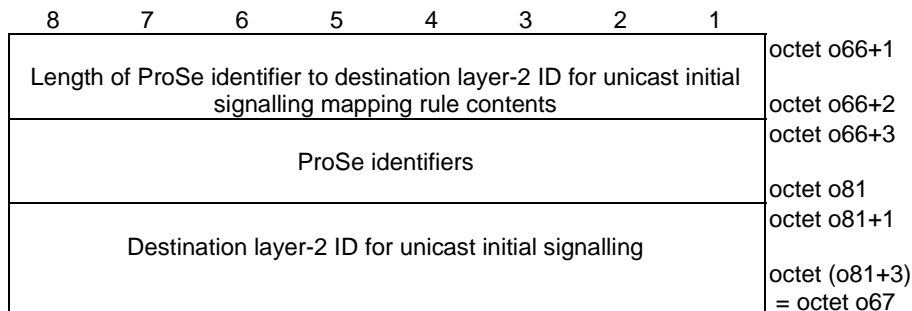 8 7 6 5 4 3 2 1
Length of ProSe identifier to destination layer-2 ID for unicast initial
signalling mapping rule contents
octet o66+1
octet o66+2
ProSe identifiers
octet o66+3
octet o81
Destination layer-2 ID for unicast initial signalling
octet o81+1
octet (o81+3)
= octet o67